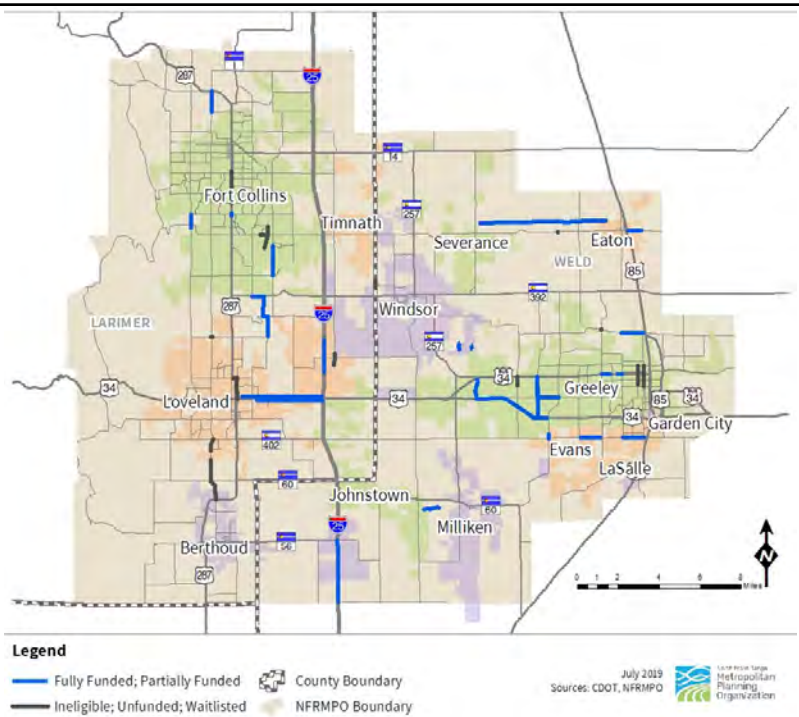 287
25
14
Fort Collins
257
Timnath
Severance
Eaton
WELD
85
392
LARIMER
287
25
Windsor
257
34
34
34
Greeley
34
Loveland
34
85
Garden City
402
Evans
LaSalle
60
Johnstown
60
25
Milliken
Berthoud
56
287
N
0 1 2 4 6 8
Miles
Legend
Fully Funded; Partially Funded
County Boundary
Ineligible; Unfunded; Waitlisted
NFRMPO Boundary
July 2019
Sources: CDOT, NFRMPO
Metropolitan
Planning
Organization